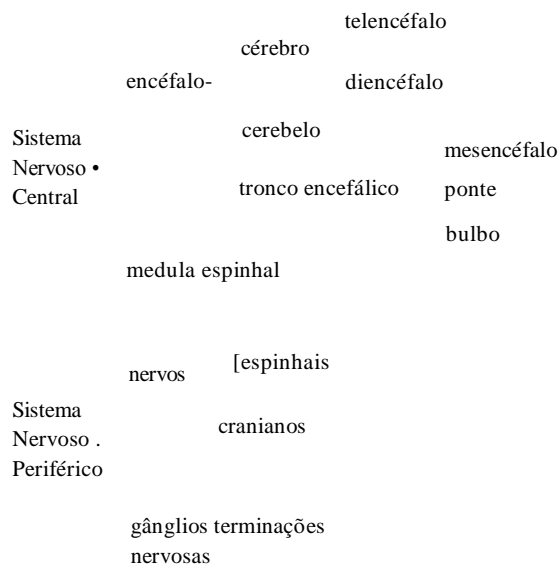 telencéfalo
cérebro
encéfalo-
diencéfalo
cerebelo
Sistema
Nervoso •
Central
mesencéfalo
tronco encefálico
ponte
bulbo
medula espinhal
[espinhais
nervos
Sistema
Nervoso .
Periférico
cranianos
gânglios terminações
nervosas